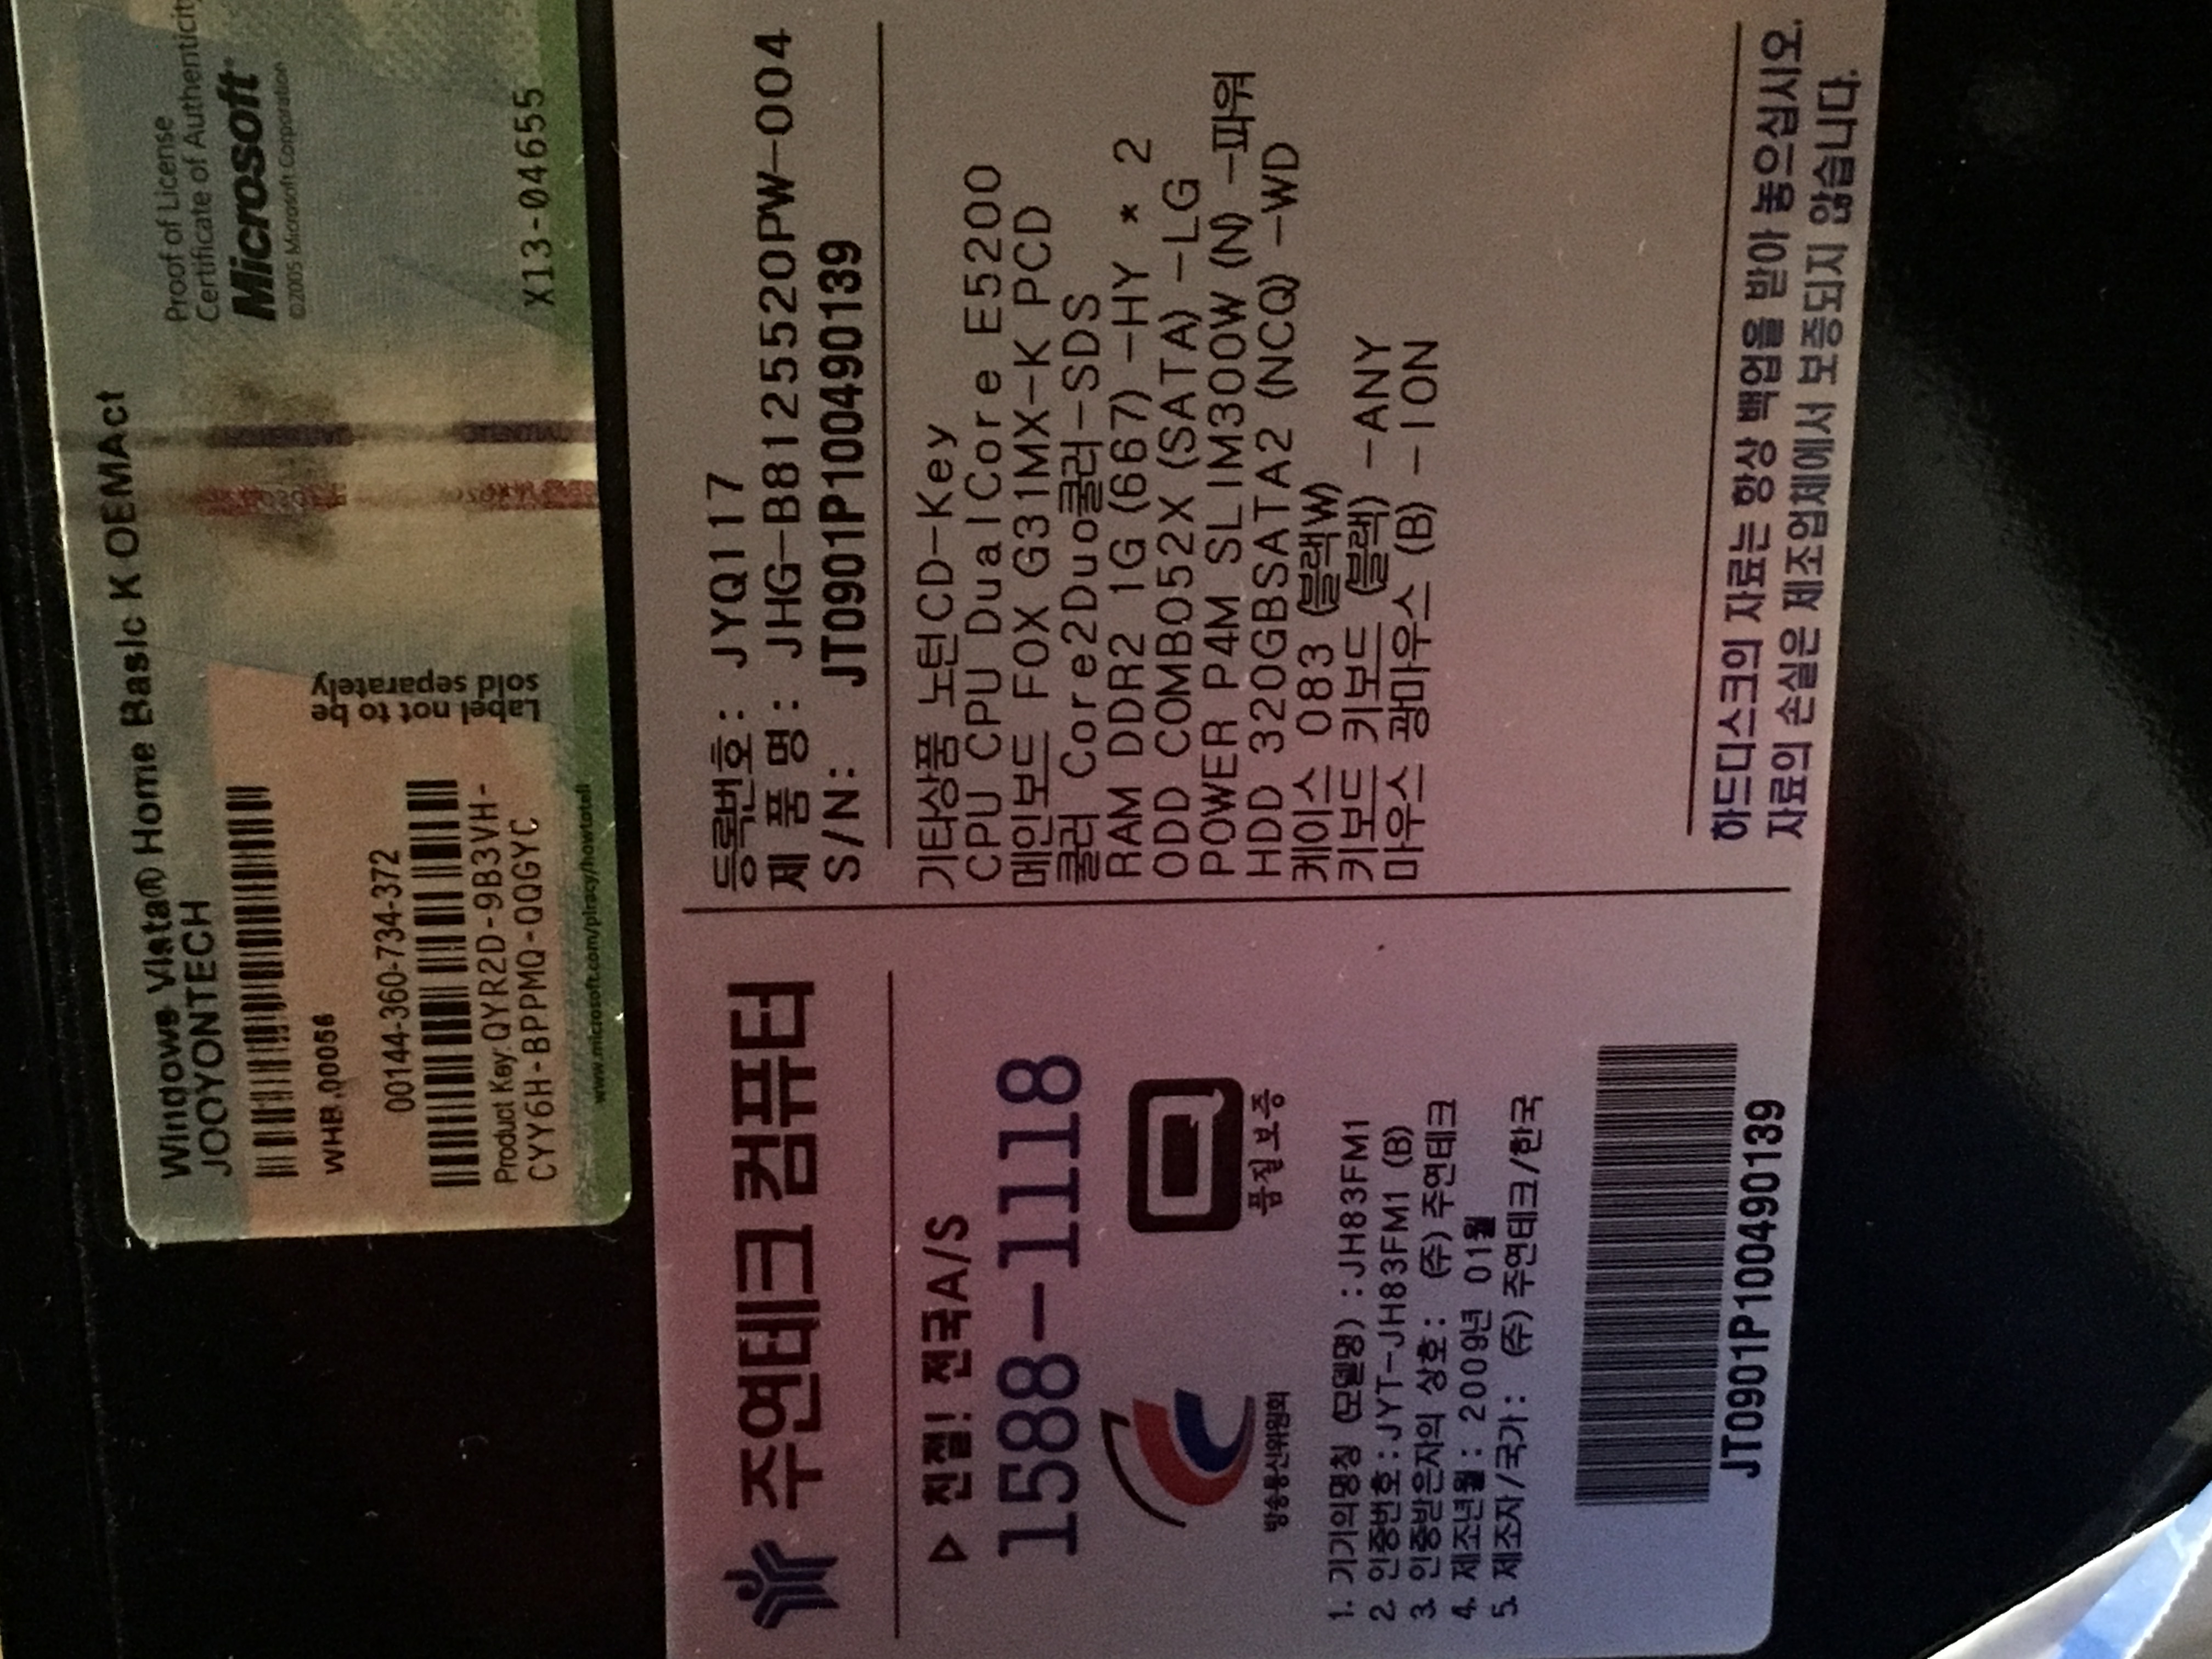 Windows Vista(R) Home Basic K OEMAct
JOOYONTECH
WHB 00056
00144-360-734-372
Product Key: QYR2D-9B3VH-
CYY6H-BPPMQ-QQGYC
www.microsoft.com/piracy/howtotell
Label not to be
sold separately
Proof of License
Certificate of Authenticity
Microsoft®
©2005 Microsoft Corporation
X13-04655
주연테크 컴퓨터
▷ 친절! 전국A/S
1588-1118
방송통신위원회
품질보증
1. 기기의명칭 (모델명) : JH83FM1
2. 인증번호 : JYT-JH83FM1 (B)
3. 인증받은자의 상호 : (주) 주연테크
4. 제조년월 : 2009년 01월
5. 제조자/국가 : (주) 주연테크/한국
JT0901P100490139
등록번호 : JYQ117
제 품 명 : JHG-B8125520PW-004
S/N: JT0901P100490139
기타상품 노턴CD-Key
CPU CPU DualCore E5200
메인보드 FOX G31MX-K PCD
쿨러 Core2Duo쿨러-SDS
RAM DDR2 1G (667) -HY * 2
ODD COMBO52X (SATA) -LG
POWER P4M SLIM300W (N) -파워
HDD 320GBSATA2 (NCQ) -WD
케이스 083 (블랙W)
키보드 키보드 (블랙) -ANY
마우스 광마우스 (B) -ION
하드디스크의 자료는 항상 백업을 받아 놓으십시오.
자료의 손실은 제조업체에서 보증되지 않습니다.